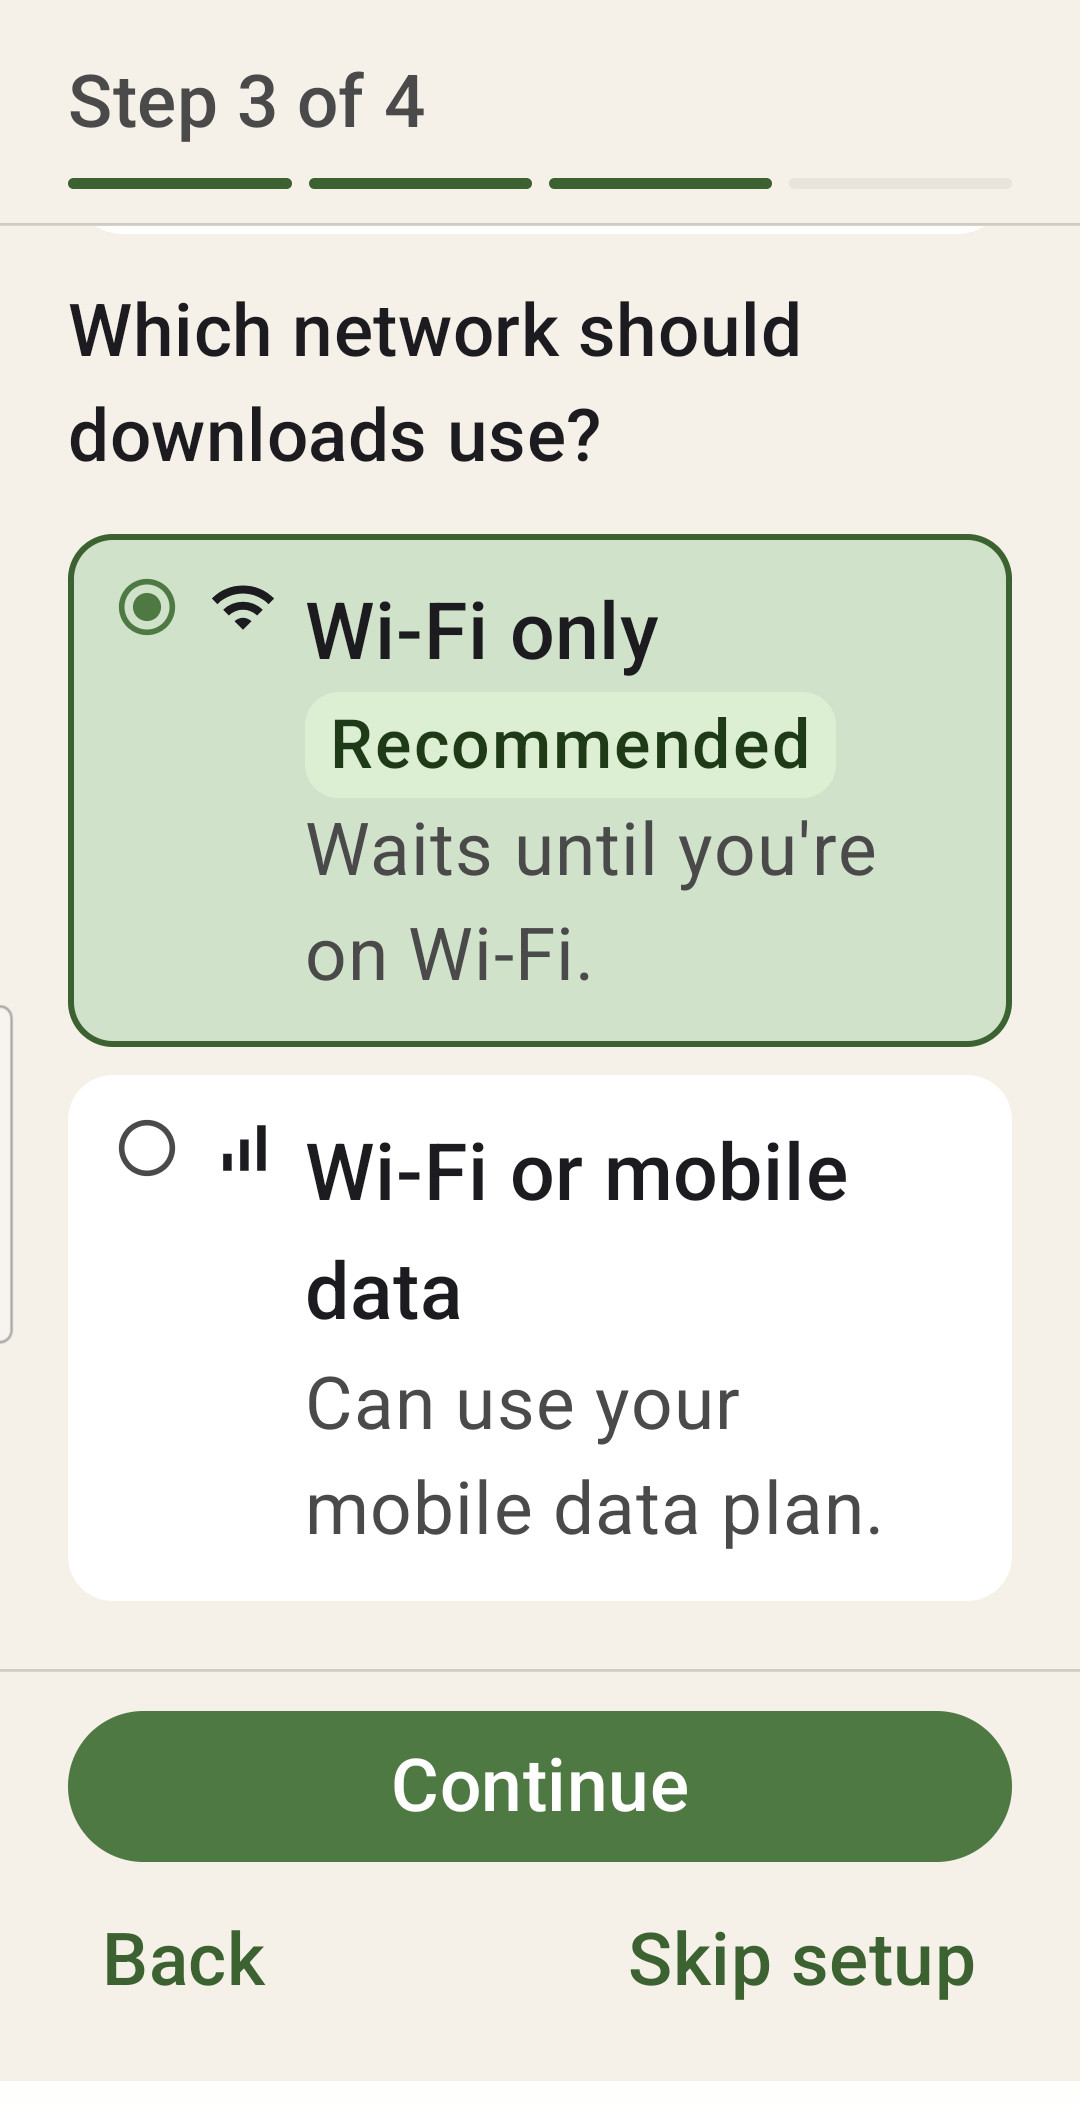 Step 3 of 4
Which network should
downloads use?
Wi-Fi only
Recommended
Waits until you're
on Wi-Fi.
Wi-Fi or mobile
data
Can use your
mobile data plan.
Continue
Back
Skip setup